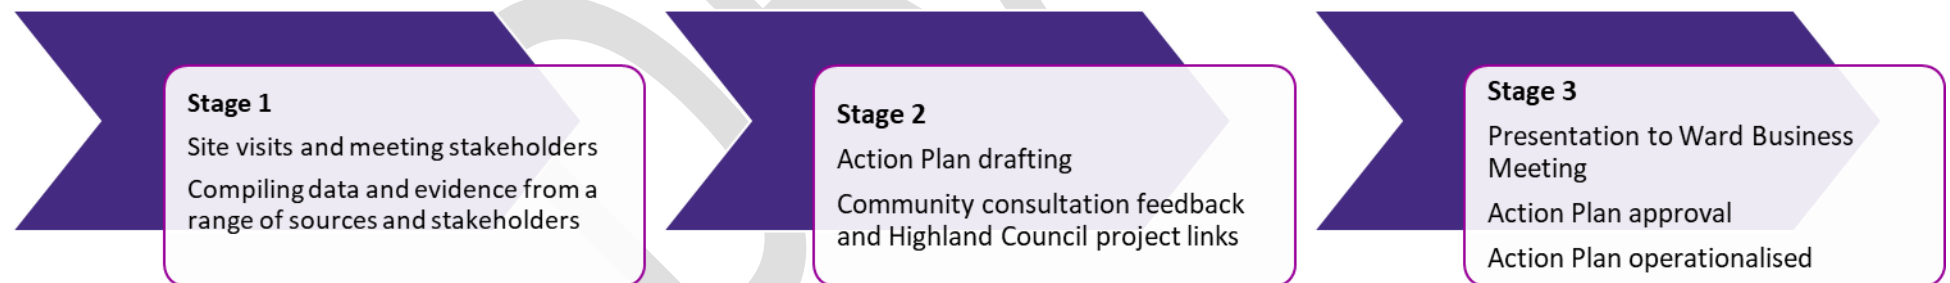 Stage 1
Site visits and meeting stakeholders
Compiling data and evidence from a
range of sources and stakeholders
Stage 2
Action Plan drafting
Community consultation feedback
and Highland Council project links
Stage 3
Presentation to Ward Business
Meeting
Action Plan approval
Action Plan operationalised